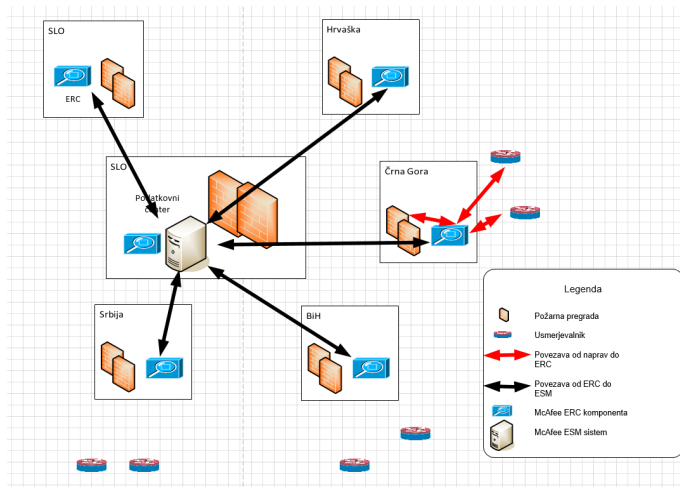 SLO
ERC
Hrvaška
SLO
Podatkovni
center
Črna Gora
Srbija
BiH
Legenda
Požarna pregrada
Usmerjevalnik
Povezava od naprav do
ERC
Povezava od ERC do
ESM
McAfee ERC komponenta
McAfee ESM sistem